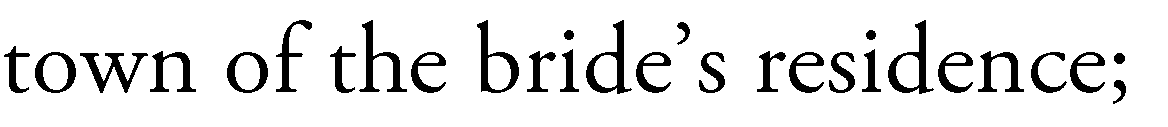 town of the bride’s residence;